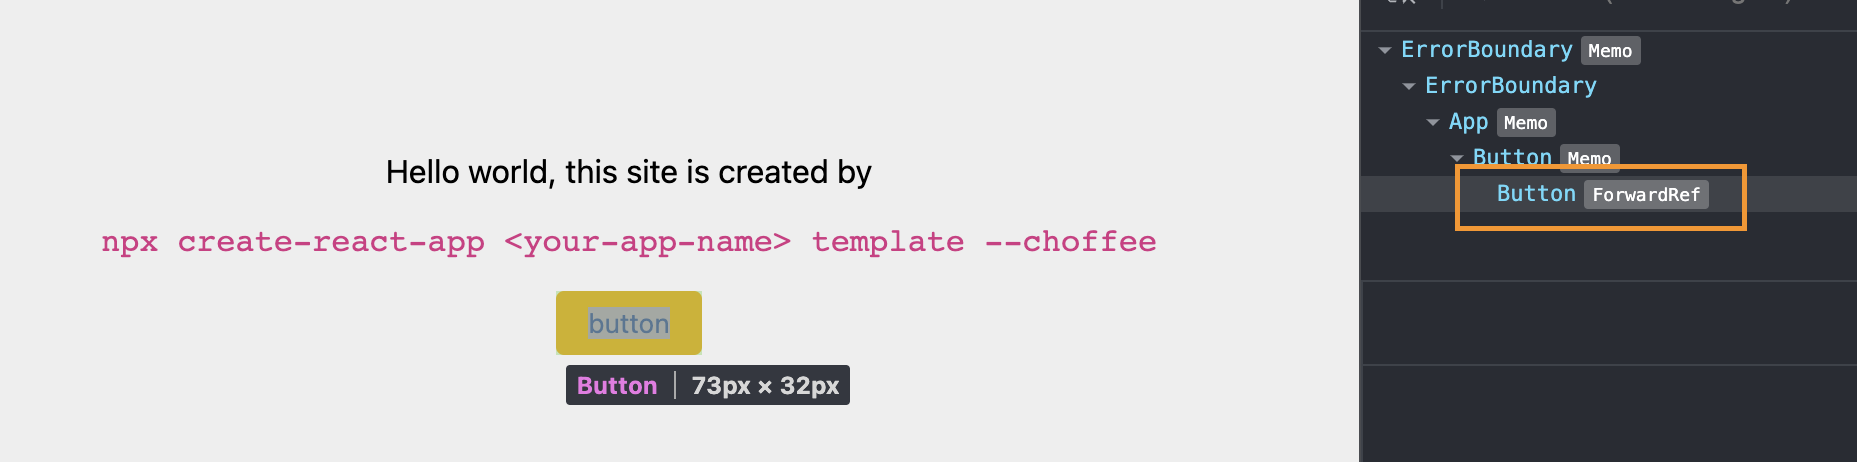 Hello world, this site is created by
npx create-react-app <your-app-name> template --choffee
button
Button | 73px × 32px
ErrorBoundary Memo
ErrorBoundary
App Memo
Button Memo
Button ForwardRef